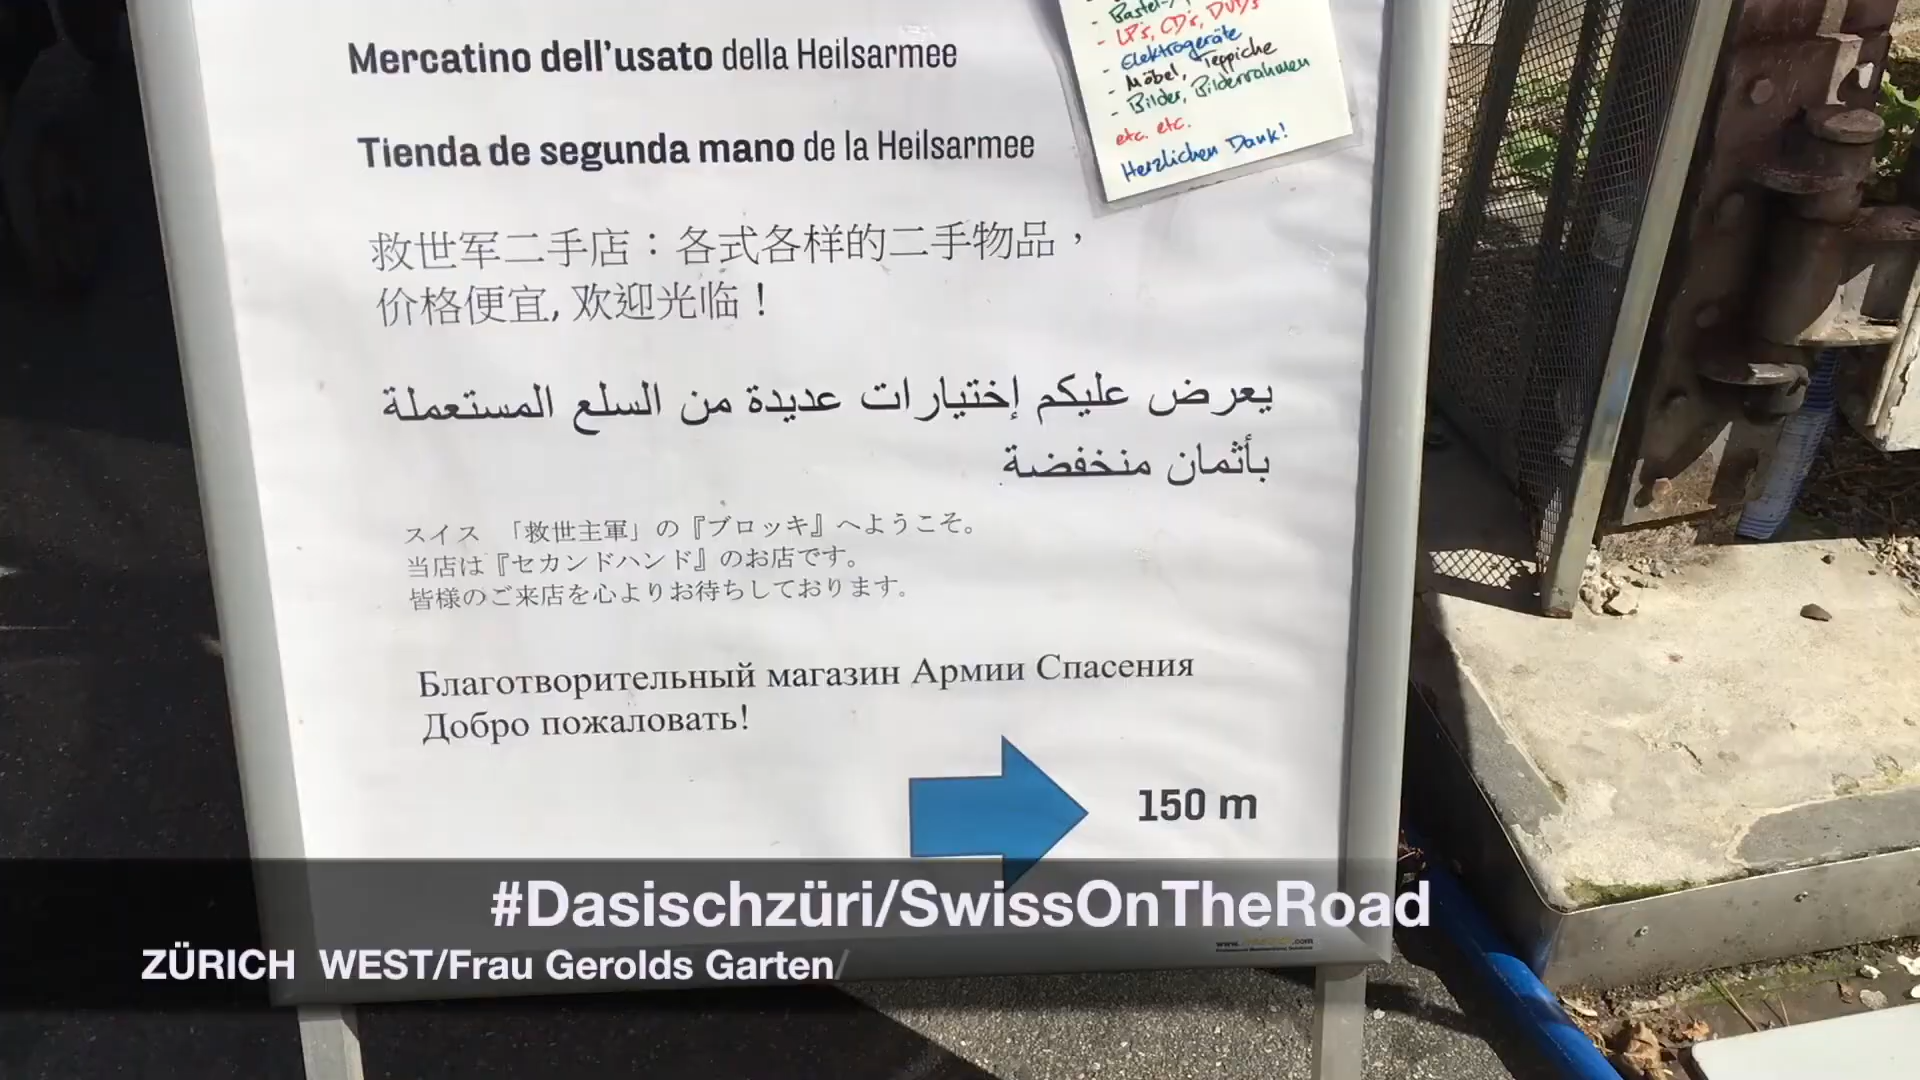 Mercatino dell'usato della Heilsarmee
Tienda de segunda mano de la Heilsarmee
救世军二手店：各式各样的二手物品，
价格便宜, 欢迎光临！
يعرض عليكم إختيارات عديدة من السلع المستعملة
بأثمان منخفضة
スイス 「救世主軍」の『ブロッキ』へようこそ。
当店は『セカンドハンド』のお店です。
皆様のご来店を心よりお待ちしております。
Благотворительный магазин Армии Спасения
Добро пожаловать!
150 m
- LPs, CDs, DVDs
- Elektrogeräte
- Möbel, Teppiche
- Bilder, Bilderrahmen
etc. etc.
Herzlichen Dank!
#Dasischzüri/SwissOnTheRoad
ZÜRICH WEST/Frau Gerolds Garten/